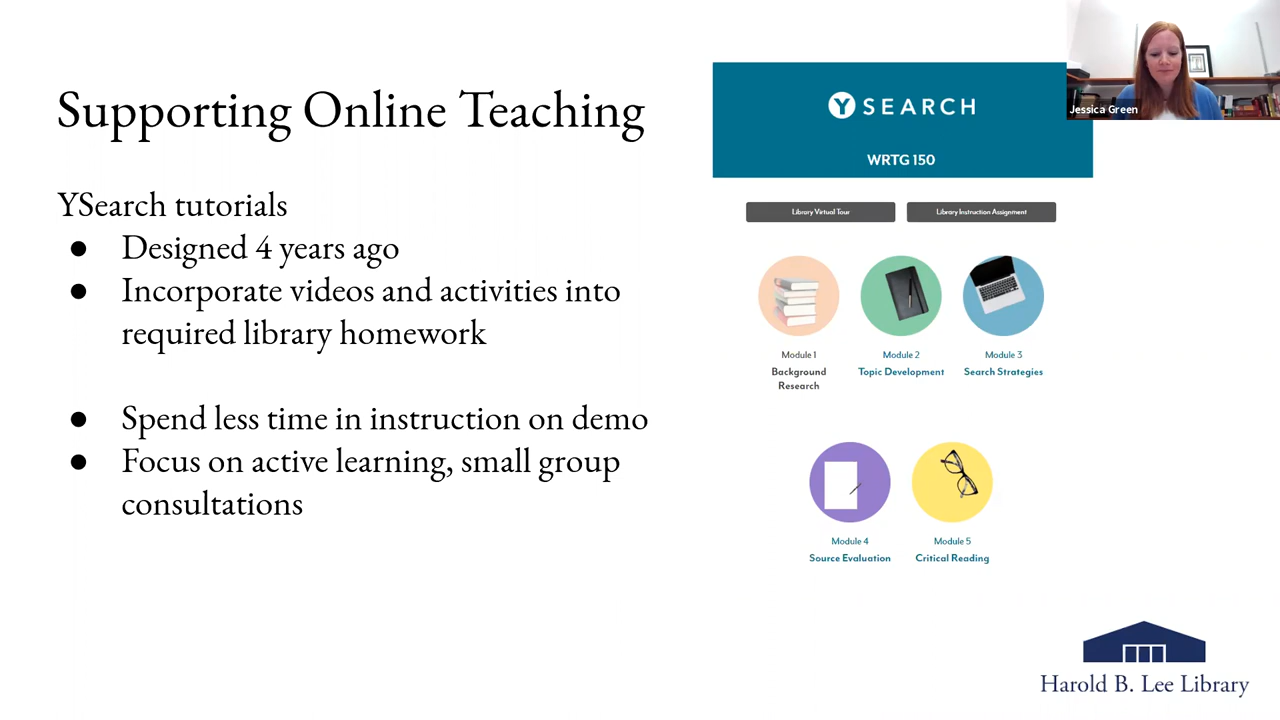 Supporting Online Teaching
YSearch tutorials
● Designed 4 years ago
● Incorporate videos and activities into
required library homework
● Spend less time in instruction on demo
● Focus on active learning, small group
consultations
Y SEARCH
WRTG 150
Library Virtual Tour
Library Instruction Assignment
Module 1
Background
Research
Module 2
Topic Development
Module 3
Search Strategies
Module 4
Source Evaluation
Module 5
Critical Reading
Jessica Green
Harold B. Lee Library